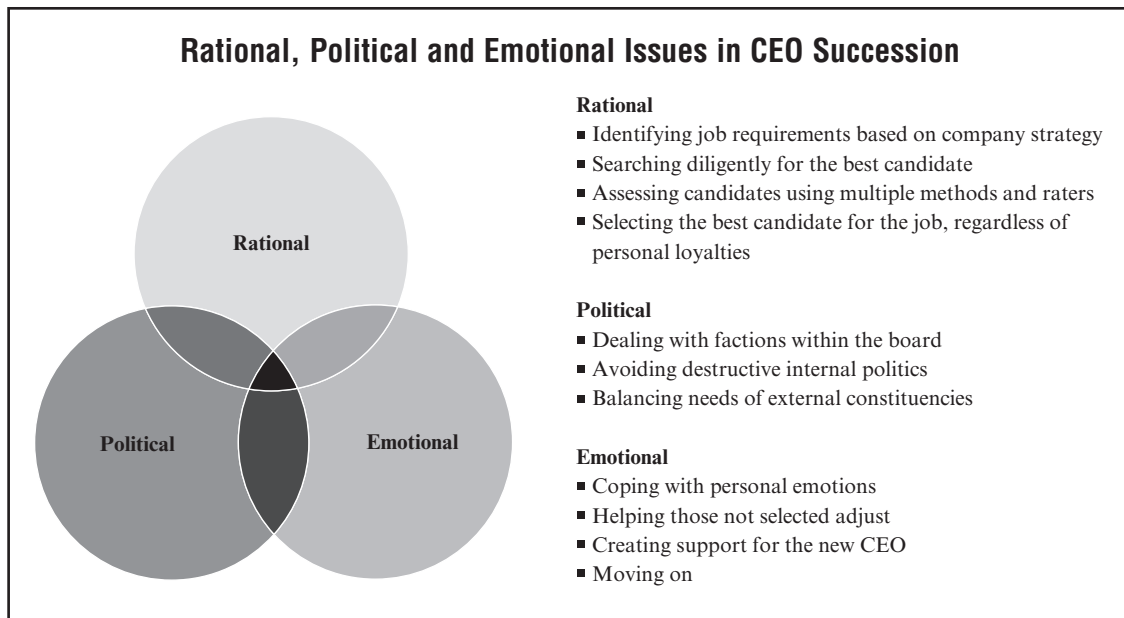 Rational, Political and Emotional Issues in CEO Succession
Rational
Political
Emotional
Rational
▪ Identifying job requirements based on company strategy
▪ Searching diligently for the best candidate
▪ Assessing candidates using multiple methods and raters
▪ Selecting the best candidate for the job, regardless of
personal loyalties
Political
▪ Dealing with factions within the board
▪ Avoiding destructive internal politics
▪ Balancing needs of external constituencies
Emotional
▪ Coping with personal emotions
▪ Helping those not selected adjust
▪ Creating support for the new CEO
▪ Moving on